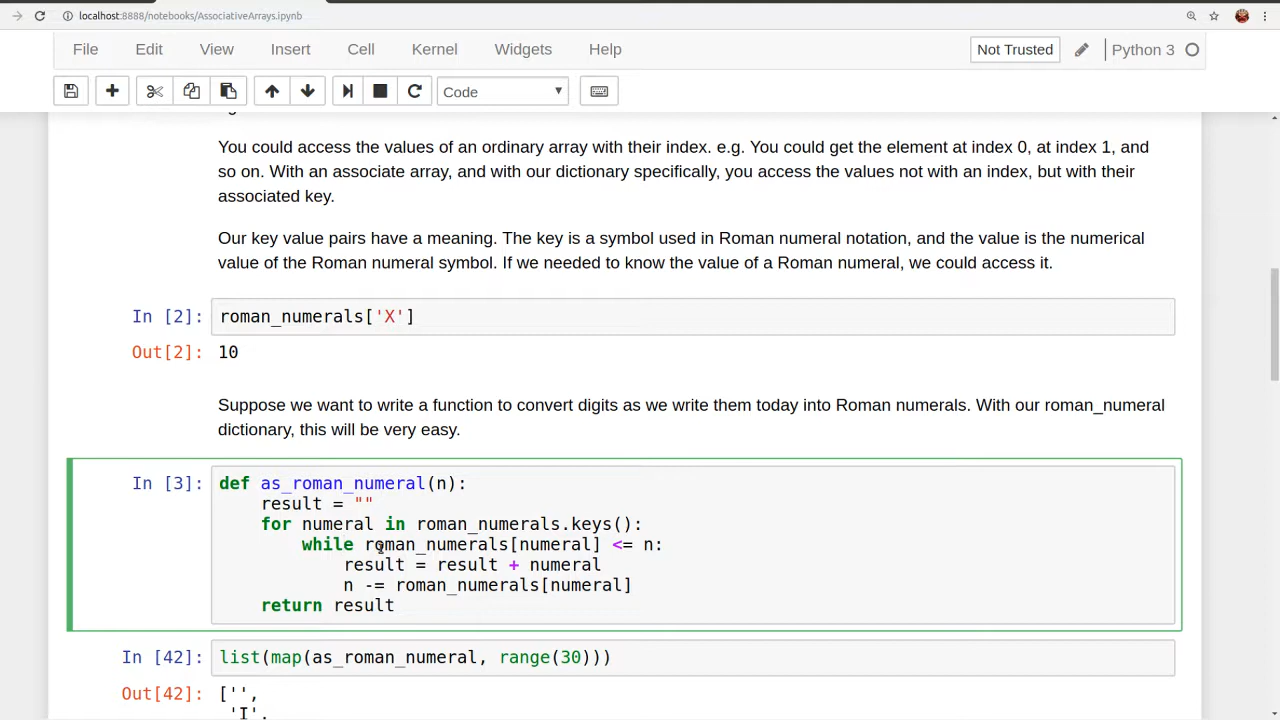 localhost:8888/notebooks/AssociativeArrays.ipynb
File Edit View Insert Cell Kernel Widgets Help Not Trusted Python 3
Code
You could access the values of an ordinary array with their index. e.g. You could get the element at index 0, at index 1, and
so on. With an associate array, and with our dictionary specifically, you access the values not with an index, but with their
associated key.
Our key value pairs have a meaning. The key is a symbol used in Roman numeral notation, and the value is the numerical
value of the Roman numeral symbol. If we needed to know the value of a Roman numeral, we could access it.
In [2]: roman_numerals['X']
Out[2]: 10
Suppose we want to write a function to convert digits as we write them today into Roman numerals. With our roman_numeral
dictionary, this will be very easy.
In [3]: def as_roman_numeral(n):
result = ""
for numeral in roman_numerals.keys():
while roman_numerals[numeral] <= n:
result = result + numeral
n -= roman_numerals[numeral]
return result
In [42]: list(map(as_roman_numeral, range(30)))
Out[42]: ['',
'I',